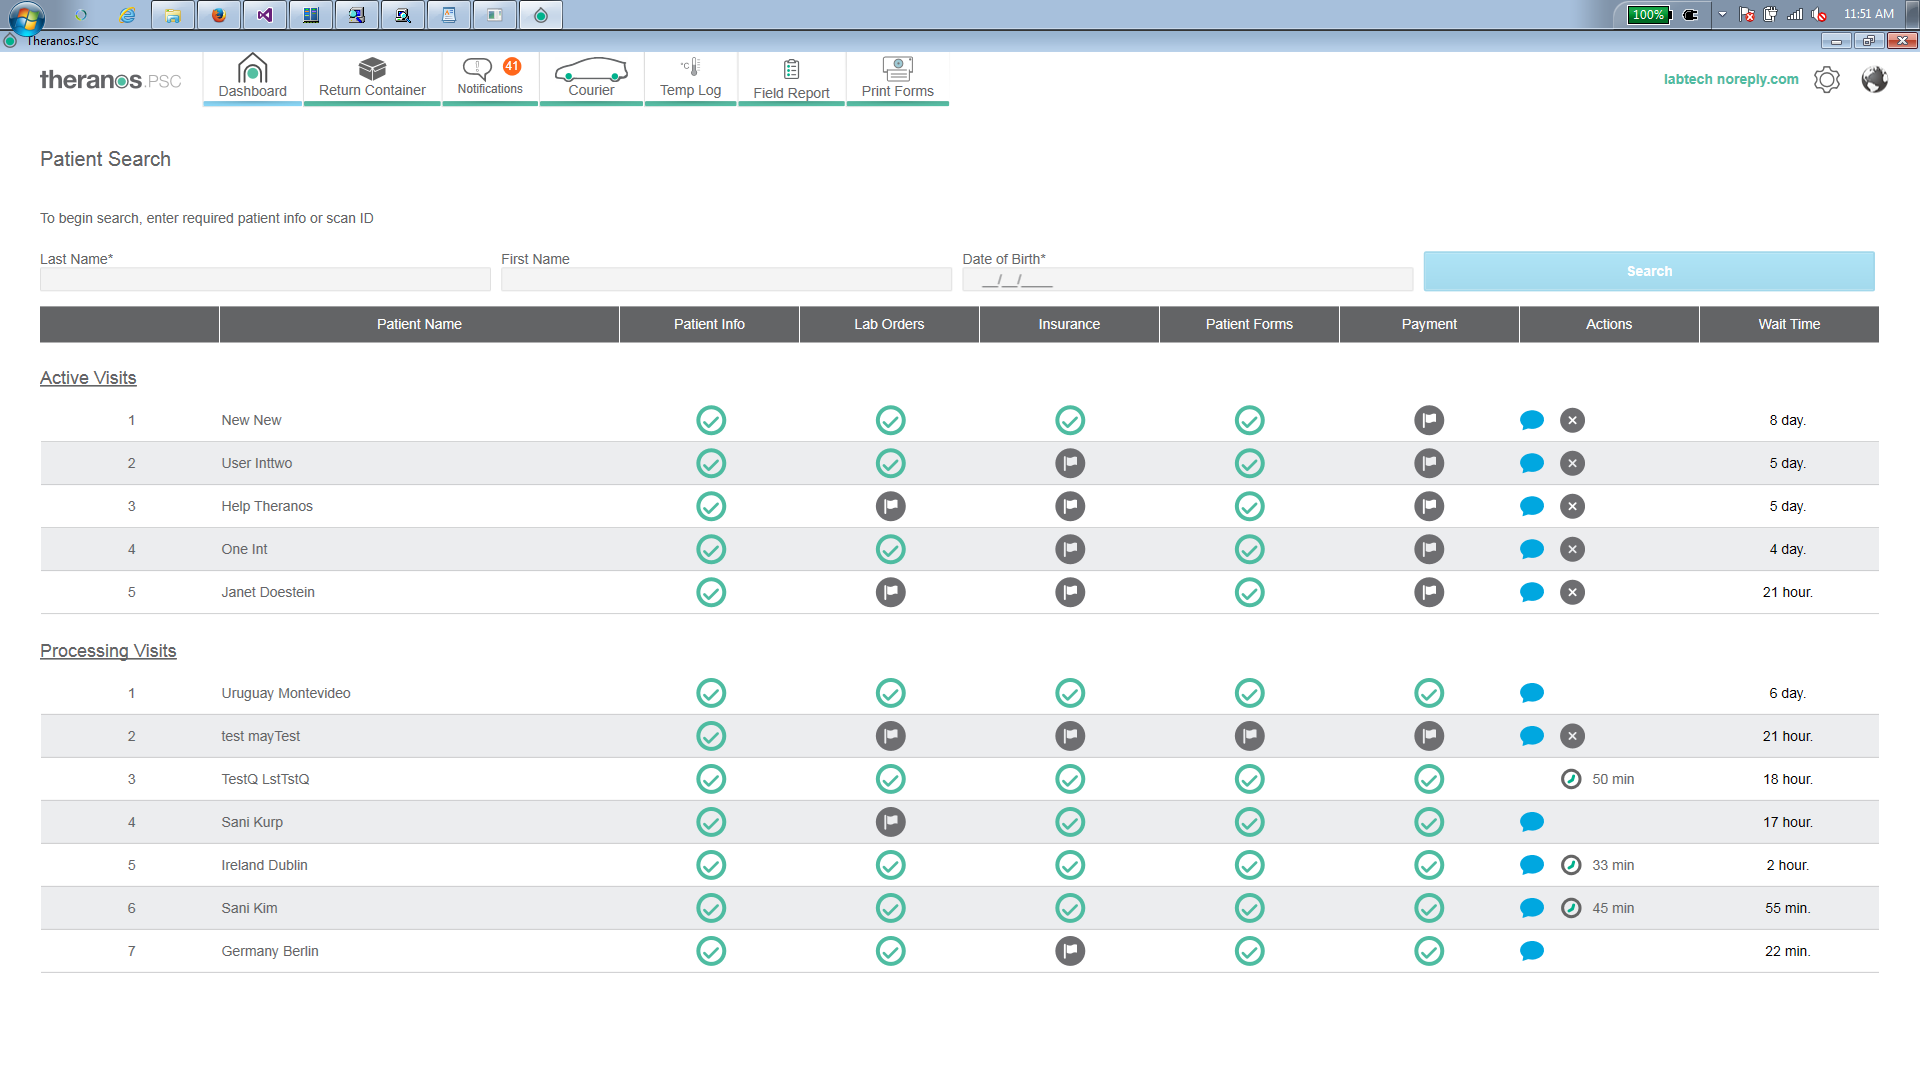 100%
11:51 AM
Theranos.PSC
theranos.PSC
Dashboard
Return Container
41
Notifications
Courier
°C
Temp Log
Field Report
Print Forms
labtech noreply.com
Patient Search
To begin search, enter required patient info or scan ID
Last Name*
First Name
Date of Birth*
__/__/____
Search
Patient Name Patient Info Lab Orders Insurance Patient Forms Payment Actions Wait Time
Active Visits
1 New New 8 day.
2 User Inttwo 5 day.
3 Help Theranos 5 day.
4 One Int 4 day.
5 Janet Doestein 21 hour.
Processing Visits
1 Uruguay Montevideo 6 day.
2 test mayTest 21 hour.
3 TestQ LstTstQ 50 min 18 hour.
4 Sani Kurp 17 hour.
5 Ireland Dublin 33 min 2 hour.
6 Sani Kim 45 min 55 min.
7 Germany Berlin 22 min.